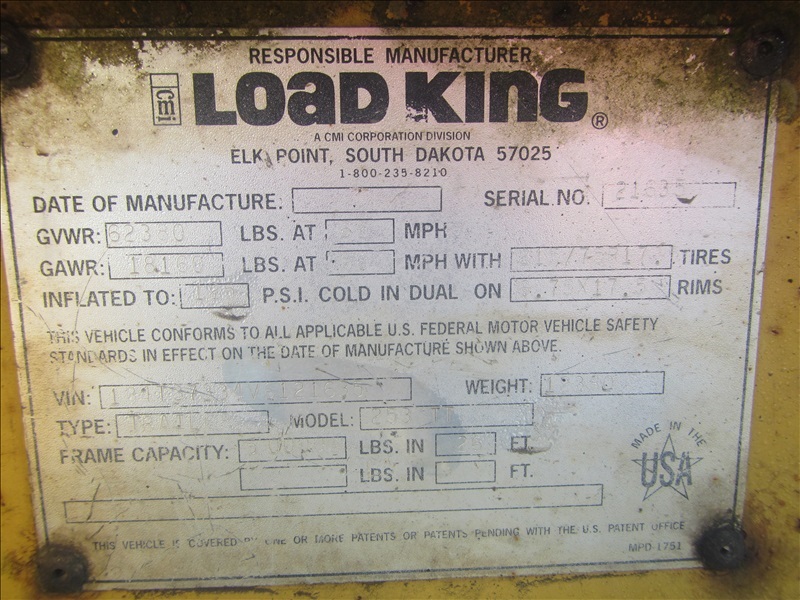 RESPONSIBLE MANUFACTURER
cmi LOAD KING ®
A CMI CORPORATION DIVISION
ELK POINT, SOUTH DAKOTA 57025
1-800-235-8210
DATE OF MANUFACTURE: SERIAL NO.
GVWR: 62380 LBS. AT MPH
GAWR: LBS. AT MPH WITH TIRES
INFLATED TO: P.S.I. COLD IN DUAL ON RIMS
THIS VEHICLE CONFORMS TO ALL APPLICABLE U.S. FEDERAL MOTOR VEHICLE SAFETY
STANDARDS IN EFFECT ON THE DATE OF MANUFACTURE SHOWN ABOVE.
VIN: WEIGHT:
TYPE: MODEL:
FRAME CAPACITY: LBS. IN FT.
LBS. IN FT.
MADE IN THE
USA
THIS VEHICLE IS COVERED BY ONE OR MORE PATENTS OR PATENTS PENDING WITH THE U.S. PATENT OFFICE
MPD-1751